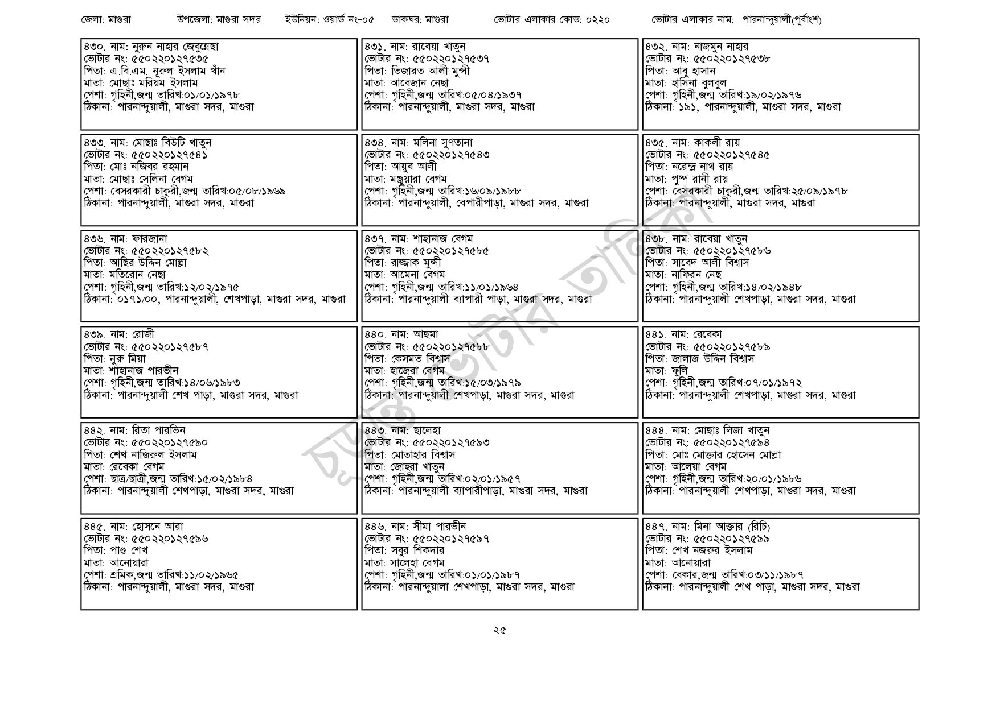 জেলা: মাগুরা উপজেলা: মাগুরা সদর ইউনিয়ন: ওয়ার্ড নং-০৫ ডাকঘর: মাগুরা ভোটার এলাকার কোড: ০২২০ ভোটার এলাকার নাম: পারনান্দুয়ালী(পূর্বাংশ)
৪৩০. নাম: নুরুন নাহার জেবুন্নেছা
ভোটার নং: ৫৫০২২০১২৭৫৩৫
পিতা: এ.বি.এম. নূরুল ইসলাম খাঁন
মাতা: মোছাঃ মরিয়ম ইসলাম
পেশা: গৃহিনী,জন্ম তারিখ:০১/০১/১৯৭৮
ঠিকানা: পারনান্দুয়ালী, মাগুরা সদর, মাগুরা
৪৩১. নাম: রাবেয়া খাতুন
ভোটার নং: ৫৫০২২০১২৭৫৩৭
পিতা: তিজারত আলী মুন্সী
মাতা: আবেজান নেছা
পেশা: গৃহিনী,জন্ম তারিখ:০৫/০৪/১৯৩৭
ঠিকানা: পারনান্দুয়ালী, মাগুরা সদর, মাগুরা
৪৩২. নাম: নাজমুন নাহার
ভোটার নং: ৫৫০২২০১২৭৫৩৮
পিতা: আবু হাসান
মাতা: হাসিনা বুলবুল
পেশা: গৃহিনী,জন্ম তারিখ:১৯/০২/১৯৭৬
ঠিকানা: ১৯১, পারনান্দুয়ালী, মাগুরা সদর, মাগুরা
৪৩৩. নাম: মোছাঃ বিউটি খাতুন
ভোটার নং: ৫৫০২২০১২৭৫৪১
পিতা: মোঃ নজিবর রহমান
মাতা: মোছাঃ সেলিনা বেগম
পেশা: বেসরকারী চাকুরী,জন্ম তারিখ:০৫/০৮/১৯৬৯
ঠিকানা: পারনান্দুয়ালী, মাগুরা সদর, মাগুরা
৪৩৪. নাম: মলিনা সুণতানা
ভোটার নং: ৫৫০২২০১২৭৫৪৩
পিতা: আয়ুব আলী
মাতা: মঞ্জুয়ারা বেগম
পেশা: গৃহিনী,জন্ম তারিখ:১৬/০৯/১৯৮৮
ঠিকানা: পারনান্দুয়ালী, বেপারীপাড়া, মাগুরা সদর, মাগুরা
৪৩৫. নাম: কাকলী রায়
ভোটার নং: ৫৫০২২০১২৭৫৪৫
পিতা: নরেন্দ্র নাথ রায়
মাতা: পুষ্প রানী রায়
পেশা: বেসরকারী চাকুরী,জন্ম তারিখ:২৫/০৯/১৯৭৮
ঠিকানা: পারনান্দুয়ালী, মাগুরা সদর, মাগুরা
৪৩৬. নাম: ফারজানা
ভোটার নং: ৫৫০২২০১২৭৫৮২
পিতা: আছির উদ্দিন মোল্লা
মাতা: মতিরোন নেছা
পেশা: গৃহিনী,জন্ম তারিখ:১২/০২/১৯৭৫
ঠিকানা: ০১৭১/০০, পারনান্দুয়ালী, শেখপাড়া, মাগুরা সদর, মাগুরা
৪৩৭. নাম: শাহানাজ বেগম
ভোটার নং: ৫৫০২২০১২৭৫৮৫
পিতা: রাজ্জাক মুন্সী
মাতা: আমেনা বেগম
পেশা: গৃহিনী,জন্ম তারিখ:১১/০১/১৯৬৪
ঠিকানা: পারনান্দুয়ালী ব্যাপারী পাড়া, মাগুরা সদর, মাগুরা
৪৩৮. নাম: রাবেয়া খাতুন
ভোটার নং: ৫৫০২২০১২৭৫৮৬
পিতা: সাবেদ আলী বিশ্বাস
মাতা: নাফিরন নেছ
পেশা: গৃহিনী,জন্ম তারিখ:১৪/০২/১৯৪৮
ঠিকানা: পারনান্দুয়ালী শেখপাড়া, মাগুরা সদর, মাগুরা
৪৩৯. নাম: রোজী
ভোটার নং: ৫৫০২২০১২৭৫৮৭
পিতা: নুরু মিয়া
মাতা: শাহানাজ পারভীন
পেশা: গৃহিনী,জন্ম তারিখ:১৪/০৬/১৯৮৩
ঠিকানা: পারনান্দুয়ালী শেখ পাড়া, মাগুরা সদর, মাগুরা
৪৪০. নাম: আছমা
ভোটার নং: ৫৫০২২০১২৭৫৮৮
পিতা: কেসমত বিশ্বাস
মাতা: হাজেরা বেগম
পেশা: গৃহিনী,জন্ম তারিখ:১৫/০৩/১৯৭৯
ঠিকানা: পারনান্দুয়ালী শেখপাড়া, মাগুরা সদর, মাগুরা
৪৪১. নাম: রেবেকা
ভোটার নং: ৫৫০২২০১২৭৫৮৯
পিতা: জালাজ উদ্দিন বিশ্বাস
মাতা: ফুলি
পেশা: গৃহিনী,জন্ম তারিখ:০৭/০১/১৯৭২
ঠিকানা: পারনান্দুয়ালী শেখপাড়া, মাগুরা সদর, মাগুরা
৪৪২. নাম: রিতা পারভিন
ভোটার নং: ৫৫০২২০১২৭৫৯০
পিতা: শেখ নাজিরুল ইসলাম
মাতা: রেবেকা বেগম
পেশা: ছাত্র/ছাত্রী,জন্ম তারিখ:১৫/০২/১৯৮৪
ঠিকানা: পারনান্দুয়ালী শেখপাড়া, মাগুরা সদর, মাগুরা
৪৪৩. নাম: ছালেহা
ভোটার নং: ৫৫০২২০১২৭৫৯৩
পিতা: মোতাহার বিশ্বাস
মাতা: জোহরা খাতুন
পেশা: গৃহিনী,জন্ম তারিখ:০২/০১/১৯৫৭
ঠিকানা: পারনান্দুয়ালী ব্যাপারীপাড়া, মাগুরা সদর, মাগুরা
৪৪৪. নাম: মোছাঃ লিজা খাতুন
ভোটার নং: ৫৫০২২০১২৭৫৯৪
পিতা: মোঃ মোক্তার হোসেন মোল্লা
মাতা: আলেয়া বেগম
পেশা: গৃহিনী,জন্ম তারিখ:২০/০১/১৯৮৬
ঠিকানা: পারনান্দুয়ালী শেখপাড়া, মাগুরা সদর, মাগুরা
৪৪৫. নাম: হোসনে আরা
ভোটার নং: ৫৫০২২০১২৭৫৯৬
পিতা: পাণ্ড শেখ
মাতা: আনোয়ারা
পেশা: শ্রমিক,জন্ম তারিখ:১১/০২/১৯৬৫
ঠিকানা: পারনান্দুয়ালী, মাগুরা সদর, মাগুরা
৪৪৬. নাম: সীমা পারভীন
ভোটার নং: ৫৫০২২০১২৭৫৯৭
পিতা: সবুর শিকদার
মাতা: সালেহা বেগম
পেশা: গৃহিনী,জন্ম তারিখ:০১/০১/১৯৮৭
ঠিকানা: পারনান্দুয়ালা শেখপাড়া, মাগুরা সদর, মাগুরা
৪৪৭. নাম: মিনা আক্তার (রিচি)
ভোটার নং: ৫৫০২২০১২৭৫৯৯
পিতা: শেখ নজরুর ইসলাম
মাতা: আনোয়ারা
পেশা: বেকার,জন্ম তারিখ:০৩/১১/১৯৮৭
ঠিকানা: পারনান্দুয়ালী শেখ পাড়া, মাগুরা সদর, মাগুরা
চূড়ান্ত ভোটার তালিকা
২৫